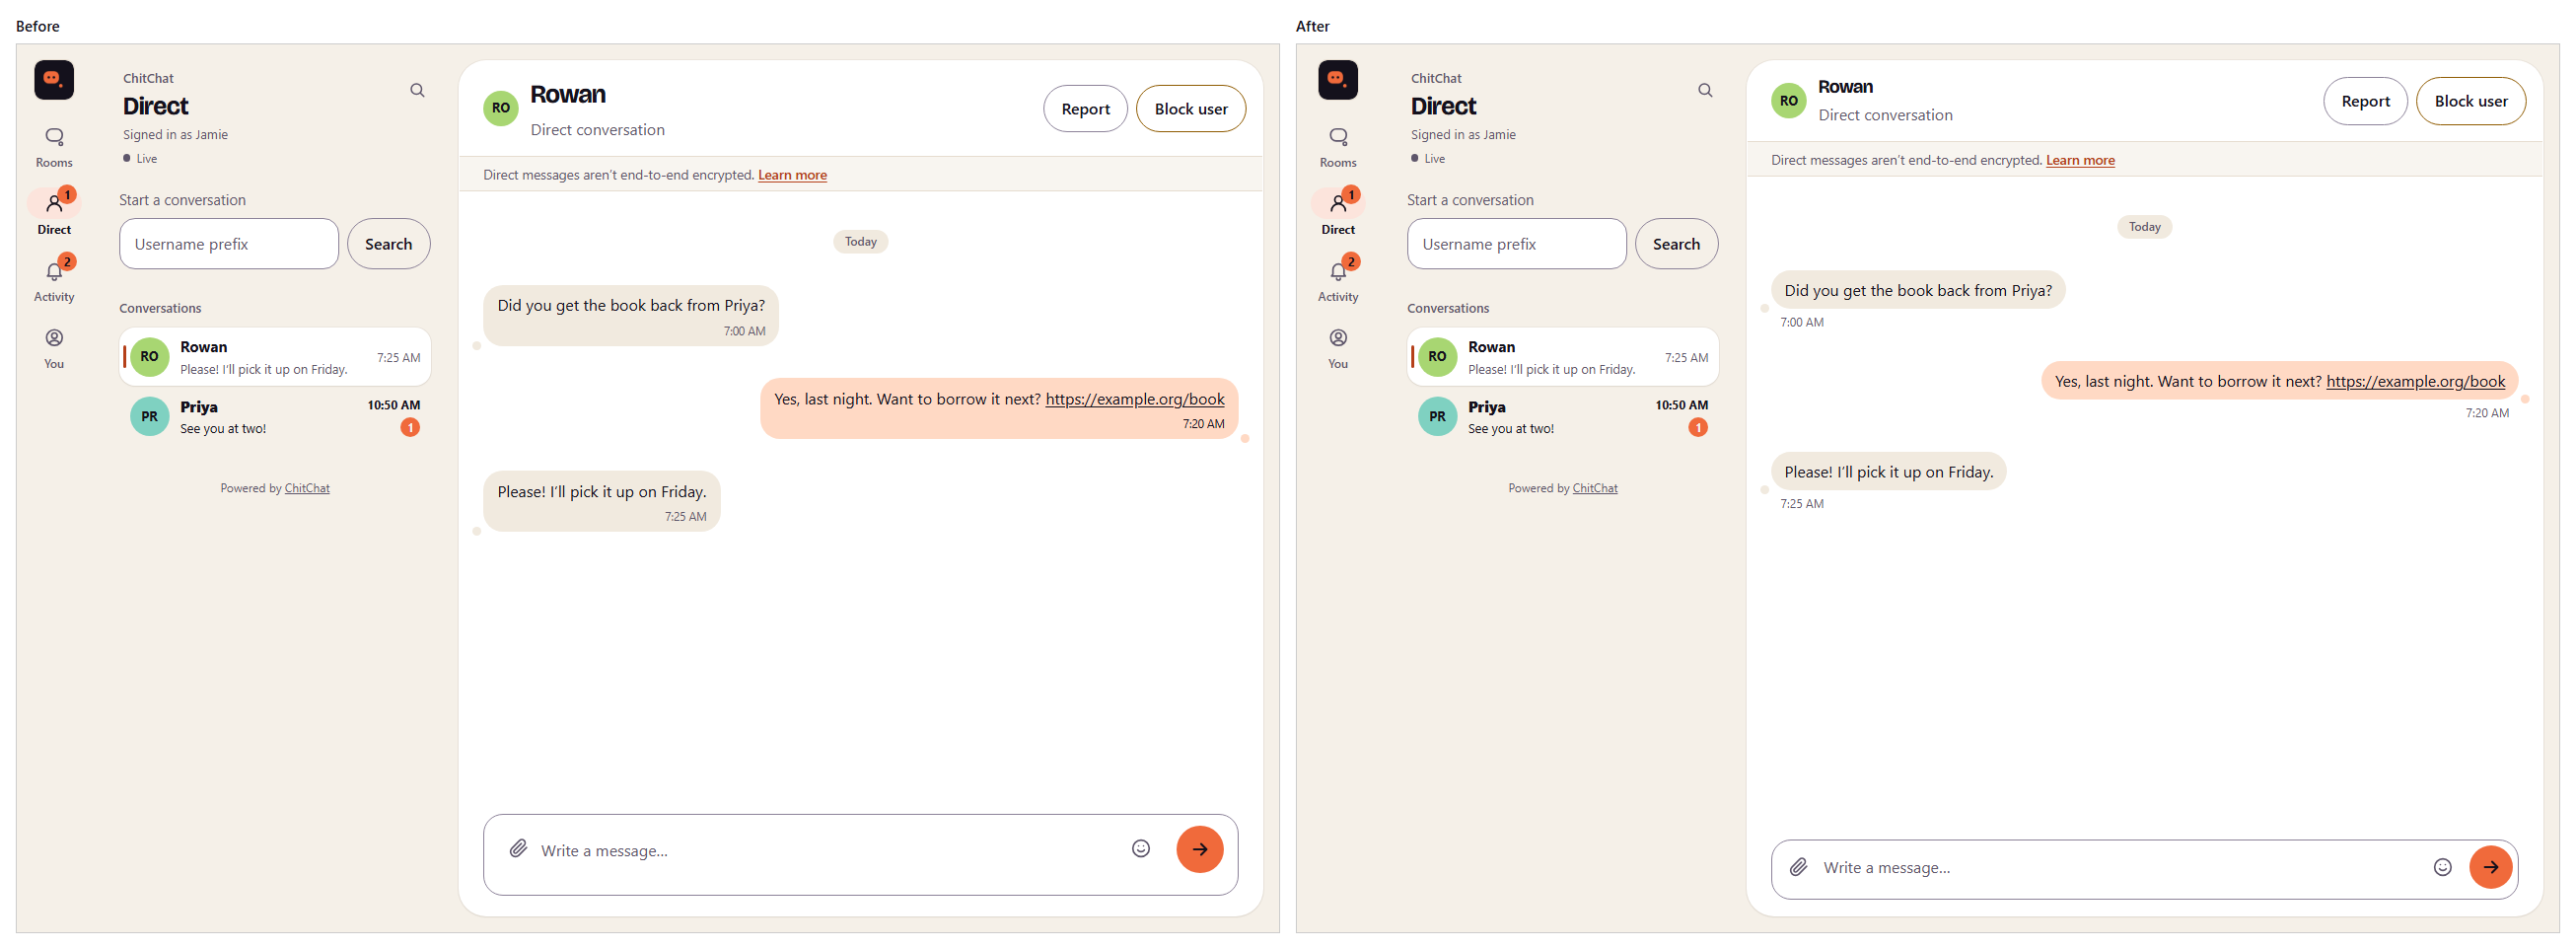 Before
ChitChat
Direct
Signed in as Jamie
Live
Rooms
1
Direct
2
Activity
You
Start a conversation
Username prefix
Search
Conversations
RO
Rowan
7:25 AM
Please! I’ll pick it up on Friday.
PR
Priya
10:50 AM
See you at two!
1
Powered by ChitChat
RO
Rowan
Direct conversation
Report
Block user
Direct messages aren’t end-to-end encrypted. Learn more
Today
Did you get the book back from Priya?
7:00 AM
Yes, last night. Want to borrow it next? https://example.org/book
7:20 AM
Please! I’ll pick it up on Friday.
7:25 AM
Write a message...
After
ChitChat
Direct
Signed in as Jamie
Live
Rooms
1
Direct
2
Activity
You
Start a conversation
Username prefix
Search
Conversations
RO
Rowan
7:25 AM
Please! I’ll pick it up on Friday.
PR
Priya
10:50 AM
See you at two!
1
Powered by ChitChat
RO
Rowan
Direct conversation
Report
Block user
Direct messages aren’t end-to-end encrypted. Learn more
Today
Did you get the book back from Priya?
7:00 AM
Yes, last night. Want to borrow it next? https://example.org/book
7:20 AM
Please! I’ll pick it up on Friday.
7:25 AM
Write a message...